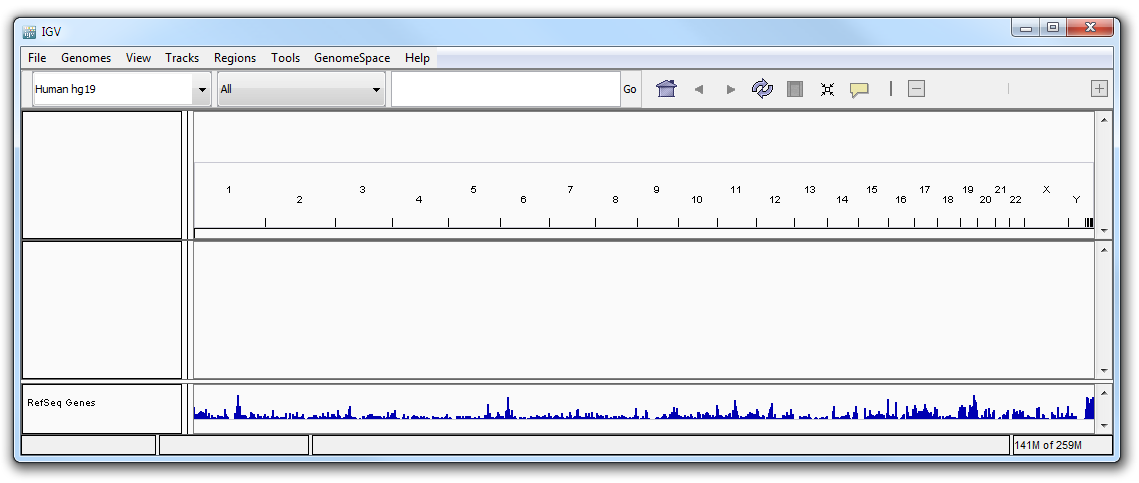 IGV
File Genomes View Tracks Regions Tools GenomeSpace Help
Human hg19 All Go
1 3 5 7 9 11 13 15 17 19 21 X
2 4 6 8 10 12 14 16 18 20 22 Y
RefSeq Genes
141M of 259M